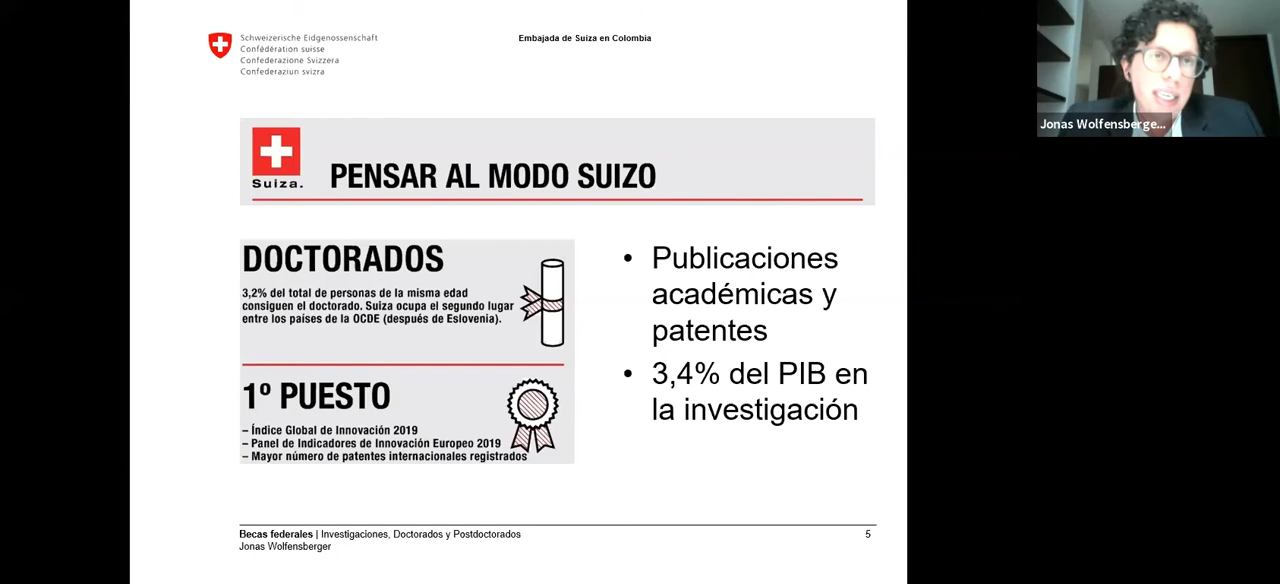 Schweizerische Eidgenossenschaft
Confédération suisse
Confederazione Svizzera
Confederaziun svizra
Embajada de Suiza en Colombia
Jonas Wolfensberge...
Suiza.
PENSAR AL MODO SUIZO
DOCTORADOS
3,2% del total de personas de la misma edad
consiguen el doctorado. Suiza ocupa el segundo lugar
entre los países de la OCDE (después de Eslovenia).
1º PUESTO
– Índice Global de Innovación 2019
– Panel de Indicadores de Innovación Europeo 2019
– Mayor número de patentes internacionales registrados
• Publicaciones
académicas y
patentes
• 3,4% del PIB en
la investigación
Becas federales | Investigaciones, Doctorados y Postdoctorados
Jonas Wolfensberger
5